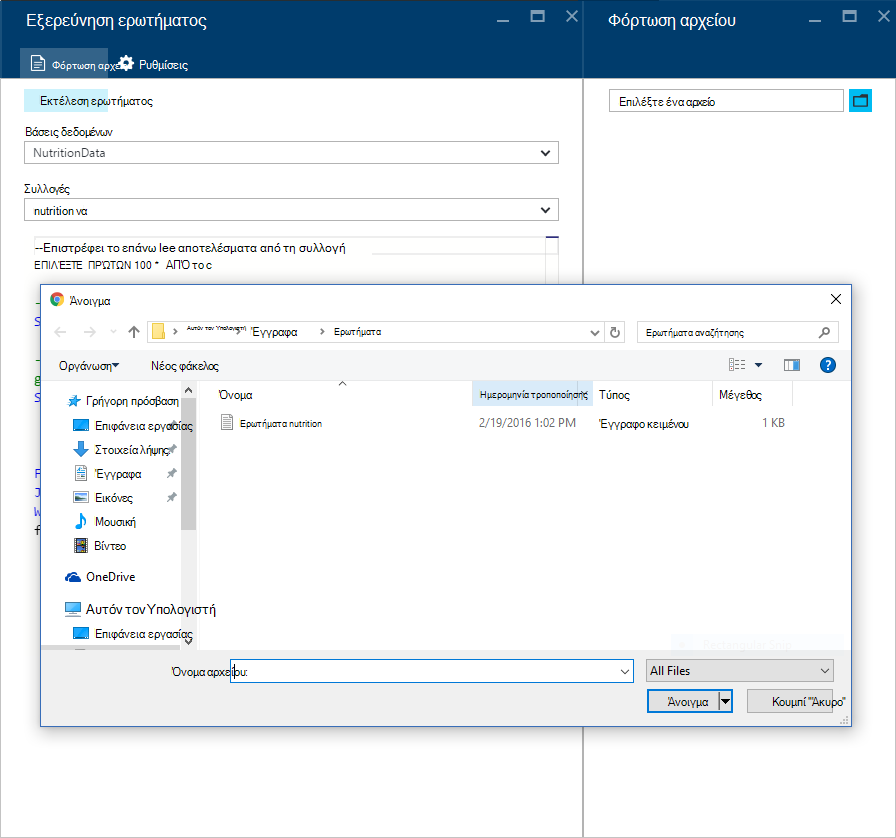 Εξερεύνηση ερωτήματος
Φόρτωση αρχείου
Φόρτωση αρχε
Ρυθμίσεις
Εκτέλεση ερωτήματος
Επιλέξτε ένα αρχείο
Βάσεις δεδομένων
NutritionData
Συλλογές
nutrition να
--Επιστρέφει το επάνω lee αποτελέσματα από τη συλλογή
ΕΠΙΛΈΞΤΕ ΠΡΏΤΩΝ 100 * ΑΠΌ το c
Άνοιγμα
Αυτόν τον Υπολογιστή
Έγγραφα
Ερωτήματα
Ερωτήματα αναζήτησης
Οργάνωση
Νέος φάκελος
Γρήγορη πρόσβαση
Επιφάνεια εργασίας
Στοιχεία λήψης
Έγγραφα
Εικόνες
Μουσική
Βίντεο
OneDrive
Αυτόν τον Υπολογιστή
Επιφάνεια εργασίας
Όνομα
Ημερομηνία τροποποίησης
Τύπος
Μέγεθος
Ερωτήματα nutrition
2/19/2016 1:02 PM
Έγγραφο κειμένου
1 KB
Όνομα αρχείου:
All Files
Άνοιγμα
Κουμπί "Άκυρο"